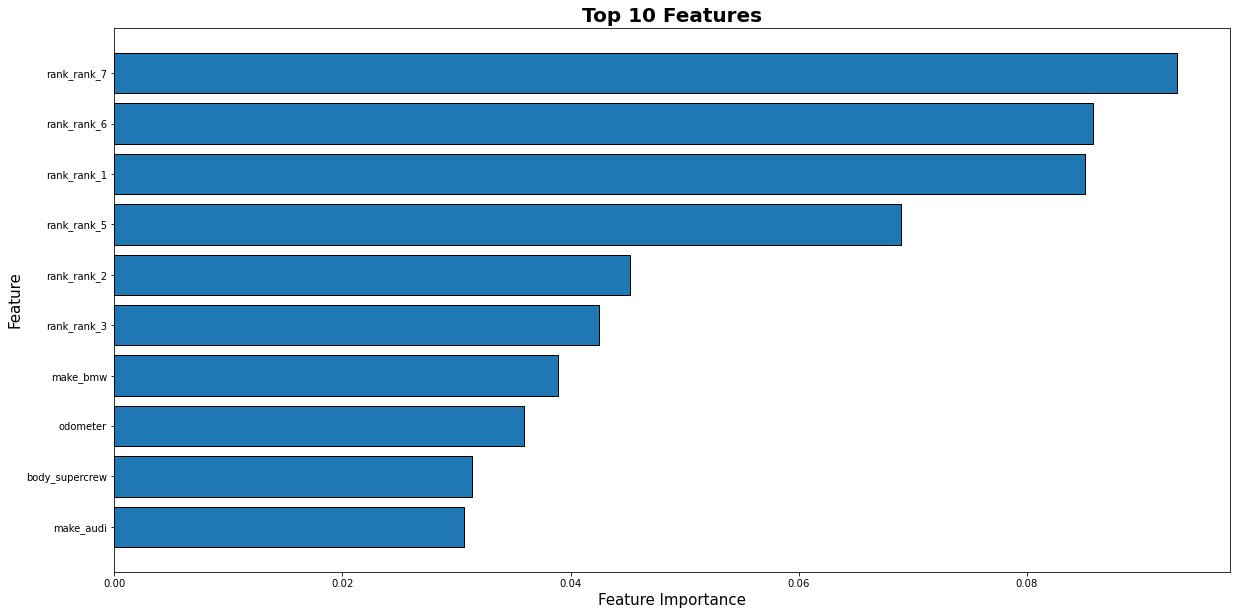 Top 10 Features
Feature
rank_rank_7
rank_rank_6
rank_rank_1
rank_rank_5
rank_rank_2
rank_rank_3
make_bmw
odometer
body_supercrew
make_audi
0.00 0.02 0.04 0.06 0.08
Feature Importance